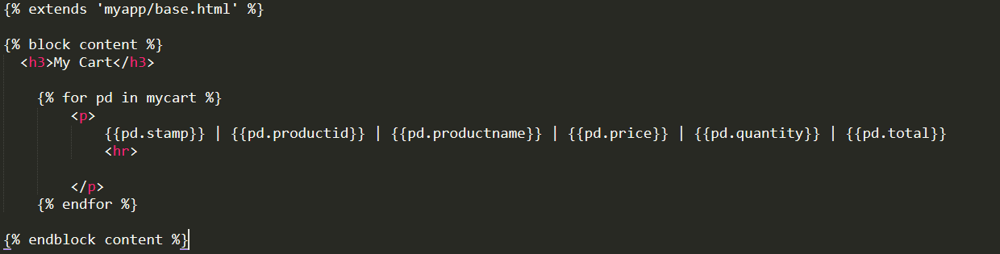 {% extends 'myapp/base.html' %}
{% block content %}
<h3>My Cart</h3>
{% for pd in mycart %}
<p>
{{pd.stamp}} | {{pd.productid}} | {{pd.productname}} | {{pd.price}} | {{pd.quantity}} | {{pd.total}}
<hr>
</p>
{% endfor %}
{% endblock content %}